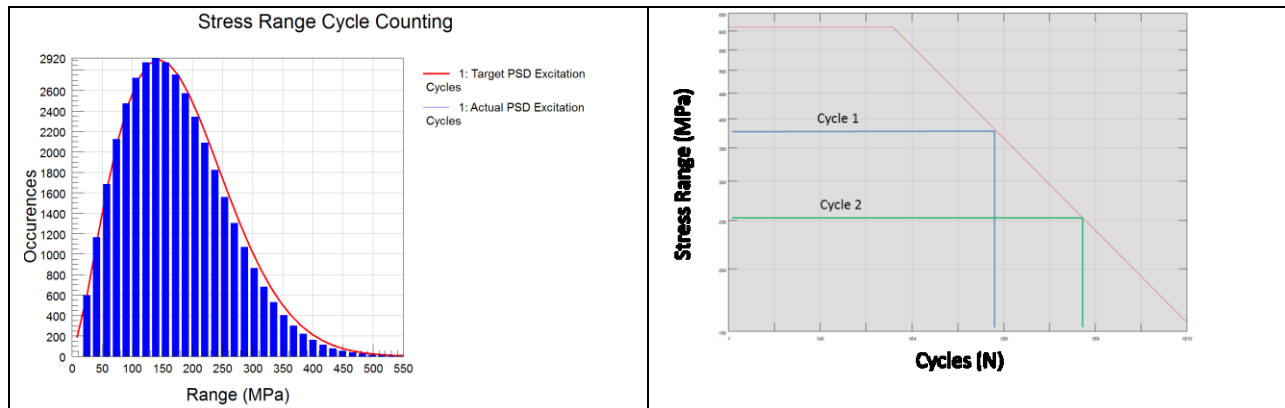 Stress Range Cycle Counting
2920
2600
2400
2200
2000
1800
1600
1400
1200
1000
800
600
400
200
0
Occurences
0 50 100 150 200 250 300 350 400 450 500 550
Range (MPa)
1: Target PSD Excitation
Cycles
1: Actual PSD Excitation
Cycles
Stress Range (MPa)
Cycle 1
Cycle 2
Cycles (N)